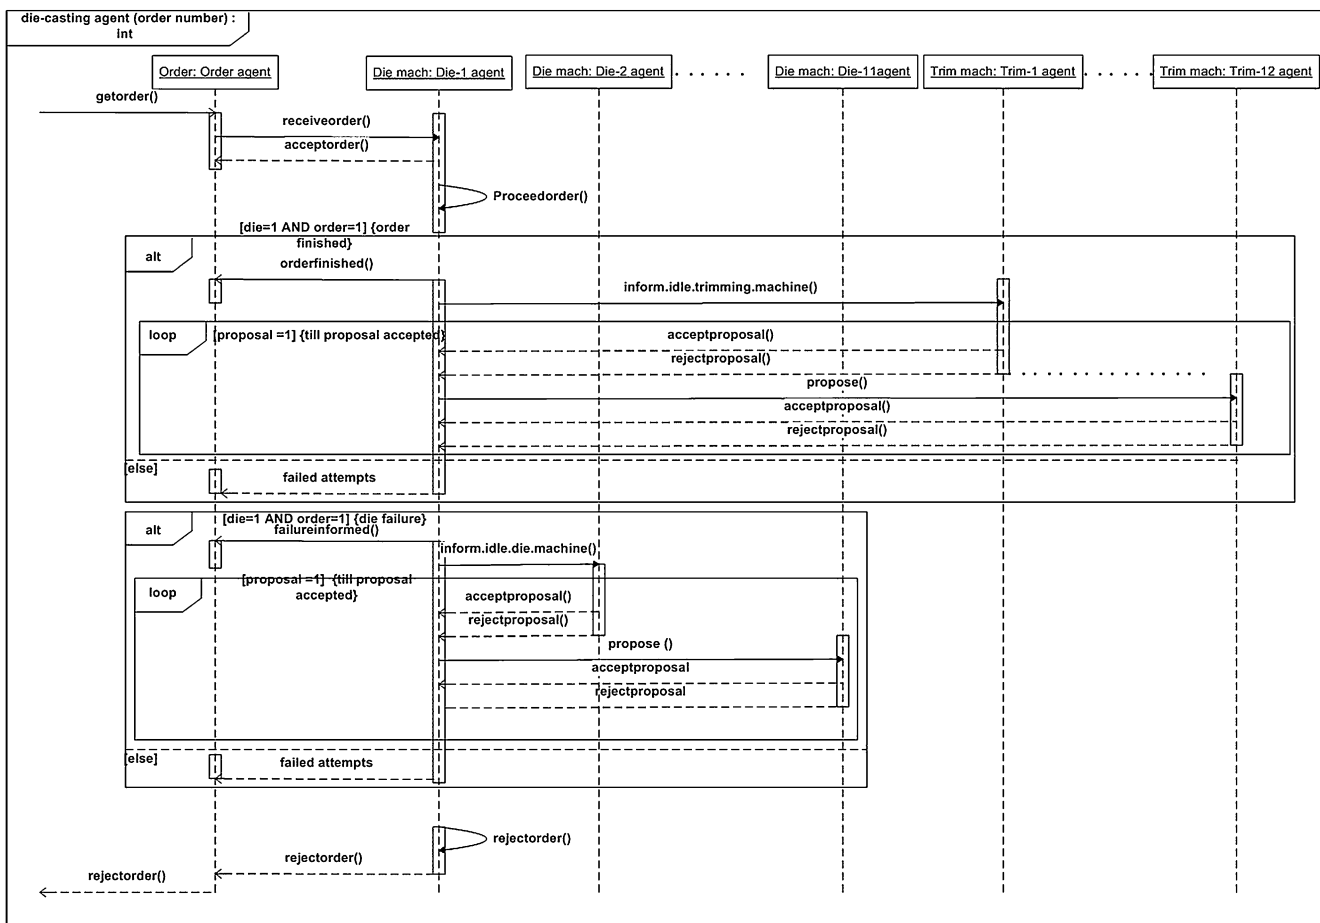 die-casting agent (order number) :
int
Order: Order agent
Die mach: Die-1 agent
Die mach: Die-2 agent
Die mach: Die-11agent
Trim mach: Trim-1 agent
Trim mach: Trim-12 agent
getorder()
receiveorder()
acceptorder()
Proceedorder()
[die=1 AND order=1] {order
finished}
alt
orderfinished()
inform.idle.trimming.machine()
loop
[proposal =1] {till proposal accepted}
acceptproposal()
rejectproposal()
propose()
acceptproposal()
rejectproposal()
[else]
failed attempts
[die=1 AND order=1] {die failure}
alt
failureinformed()
inform.idle.die.machine()
[proposal =1] {till proposal
accepted}
loop
acceptproposal()
rejectproposal()
propose ()
acceptproposal
rejectproposal
[else]
failed attempts
rejectorder()
rejectorder()
rejectorder()